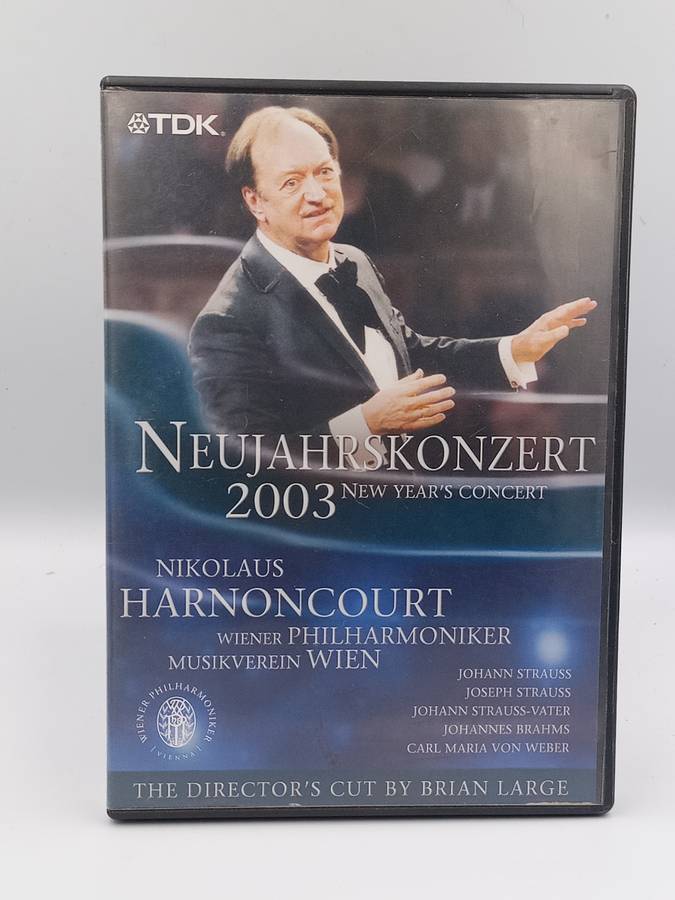 TDK®
NEUJAHRSKONZERT
2003 NEW YEAR'S CONCERT
NIKOLAUS
HARNONCOURT
WIENER PHILHARMONIKER
MUSIKVEREIN WIEN
JOHANN STRAUSS
JOSEPH STRAUSS
JOHANN STRAUSS-VATER
JOHANNES BRAHMS
CARL MARIA VON WEBER
WIENER PHILHARMONIKER
VIENNA
THE DIRECTOR'S CUT BY BRIAN LARGE